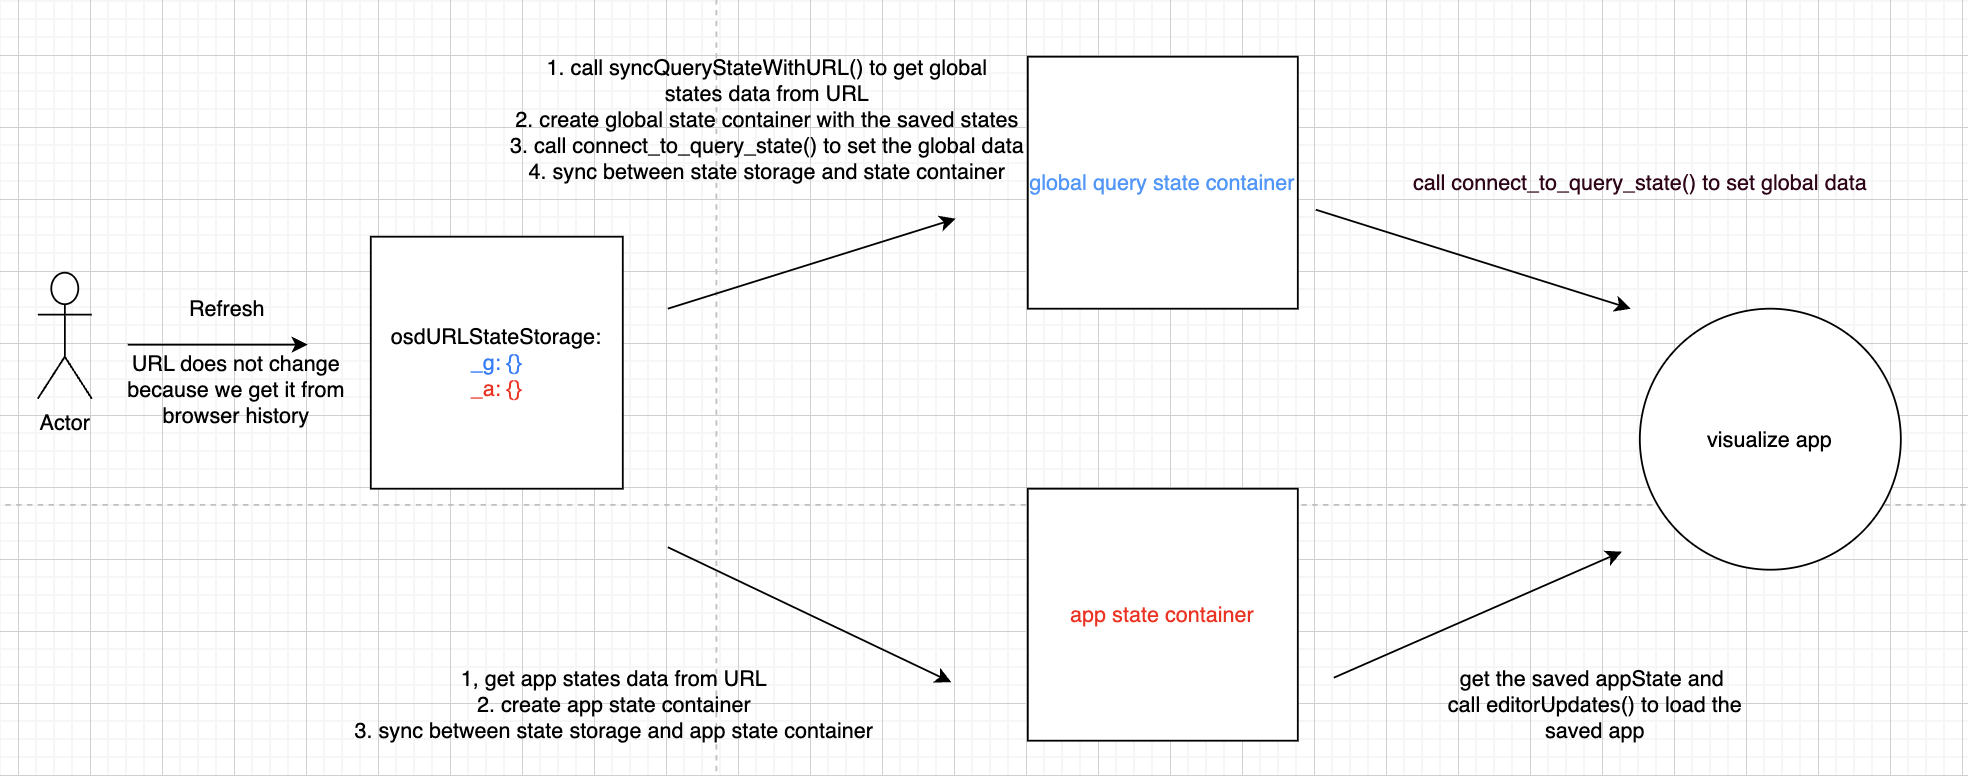 1. call syncQueryStateWithURL() to get global
states data from URL
2. create global state container with the saved states
3. call connect_to_query_state() to set the global data
4. sync between state storage and state container
global query state container
call connect_to_query_state() to set global data
Refresh
URL does not change
because we get it from
browser history
Actor
osdURLStateStorage:
_g: {}
_a: {}
visualize app
app state container
1, get app states data from URL
2. create app state container
3. sync between state storage and app state container
get the saved appState and
call editorUpdates() to load the
saved app